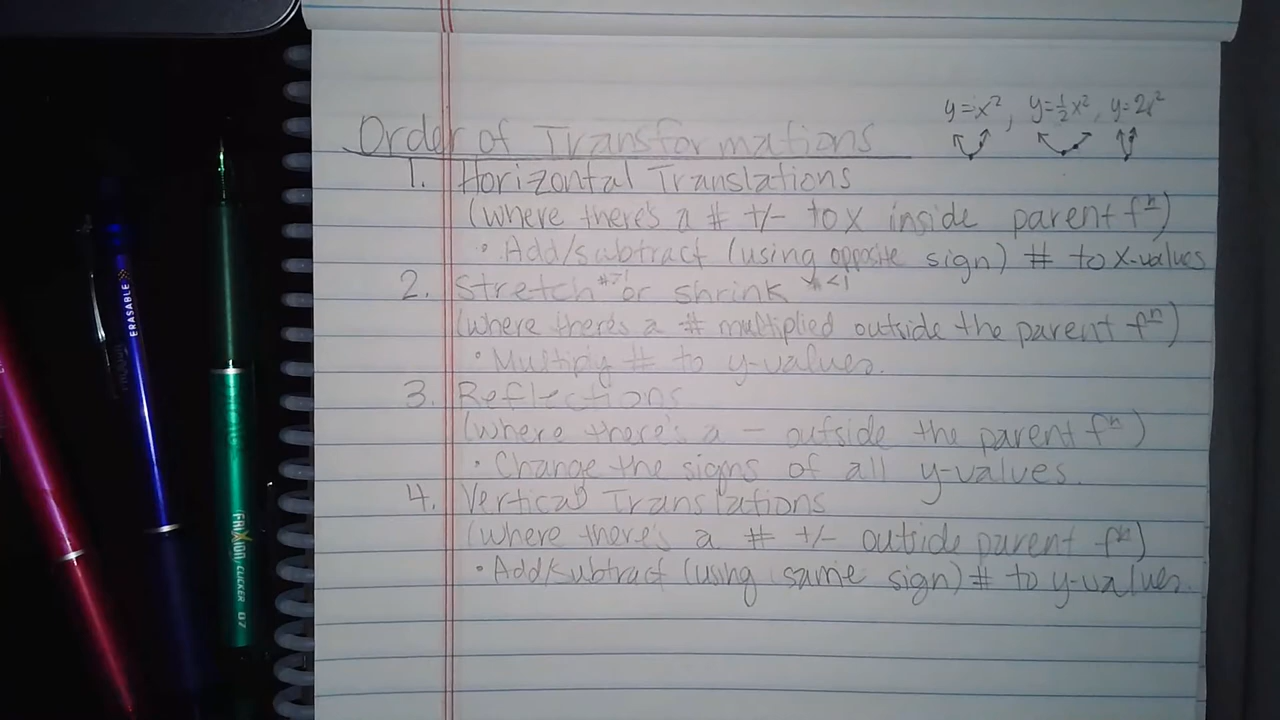 y=x², y=½x², y=2x²
Order of Transformations
1. Horizontal Translations
(where there's a # +/- to x inside parent fⁿ)
• Add/subtract (using opposite sign) # to x-values
2. Stretch #>1 or shrink #<1
(where there's a # multiplied outside the parent fⁿ)
• Multiply # to y-values.
3. Reflections
(where there's a - outside the parent fⁿ)
• Change the signs of all y-values.
4. Vertical Translations
(where there's a # +/- outside parent fⁿ)
• Add/subtract (using same sign) # to y-values.
ERASABLE
FRIXION CLICKER 07